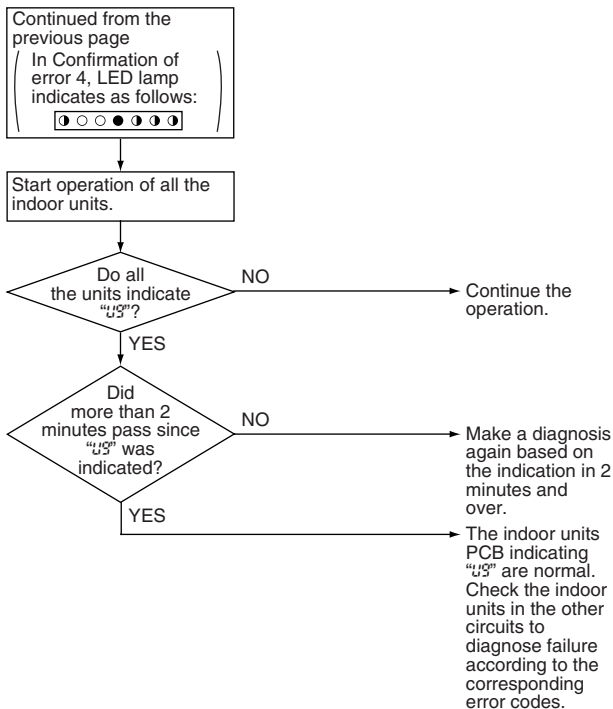 Continued from the
previous page
In Confirmation of
error 4, LED lamp
indicates as follows:
Start operation of all the
indoor units.
Do all
the units indicate
“U9”?
NO
Continue the
operation.
YES
Did
more than 2
minutes pass since
“U9” was
indicated?
NO
Make a diagnosis
again based on
the indication in 2
minutes and
over.
YES
The indoor units
PCB indicating
“U9” are normal.
Check the indoor
units in the other
circuits to
diagnose failure
according to the
corresponding
error codes.